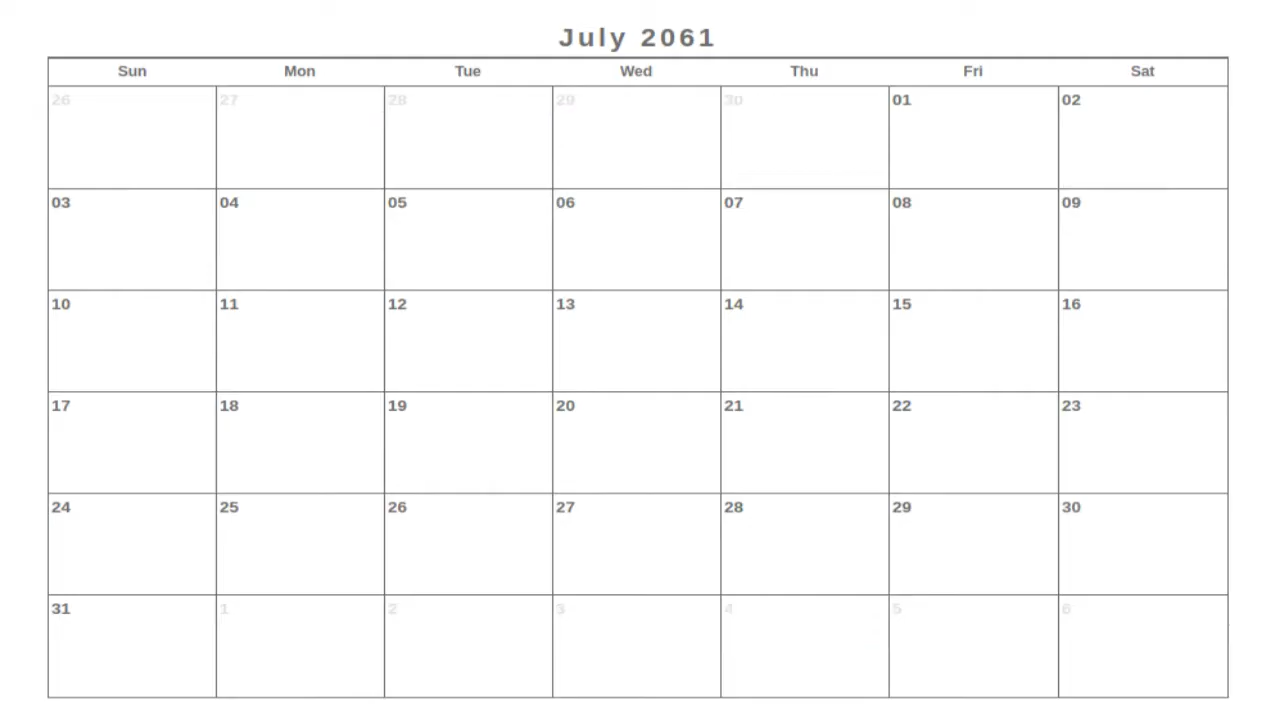 July 2061
Sun Mon Tue Wed Thu Fri Sat
26 27 28 29 30 01 02
03 04 05 06 07 08 09
10 11 12 13 14 15 16
17 18 19 20 21 22 23
24 25 26 27 28 29 30
31 1 2 3 4 5 6